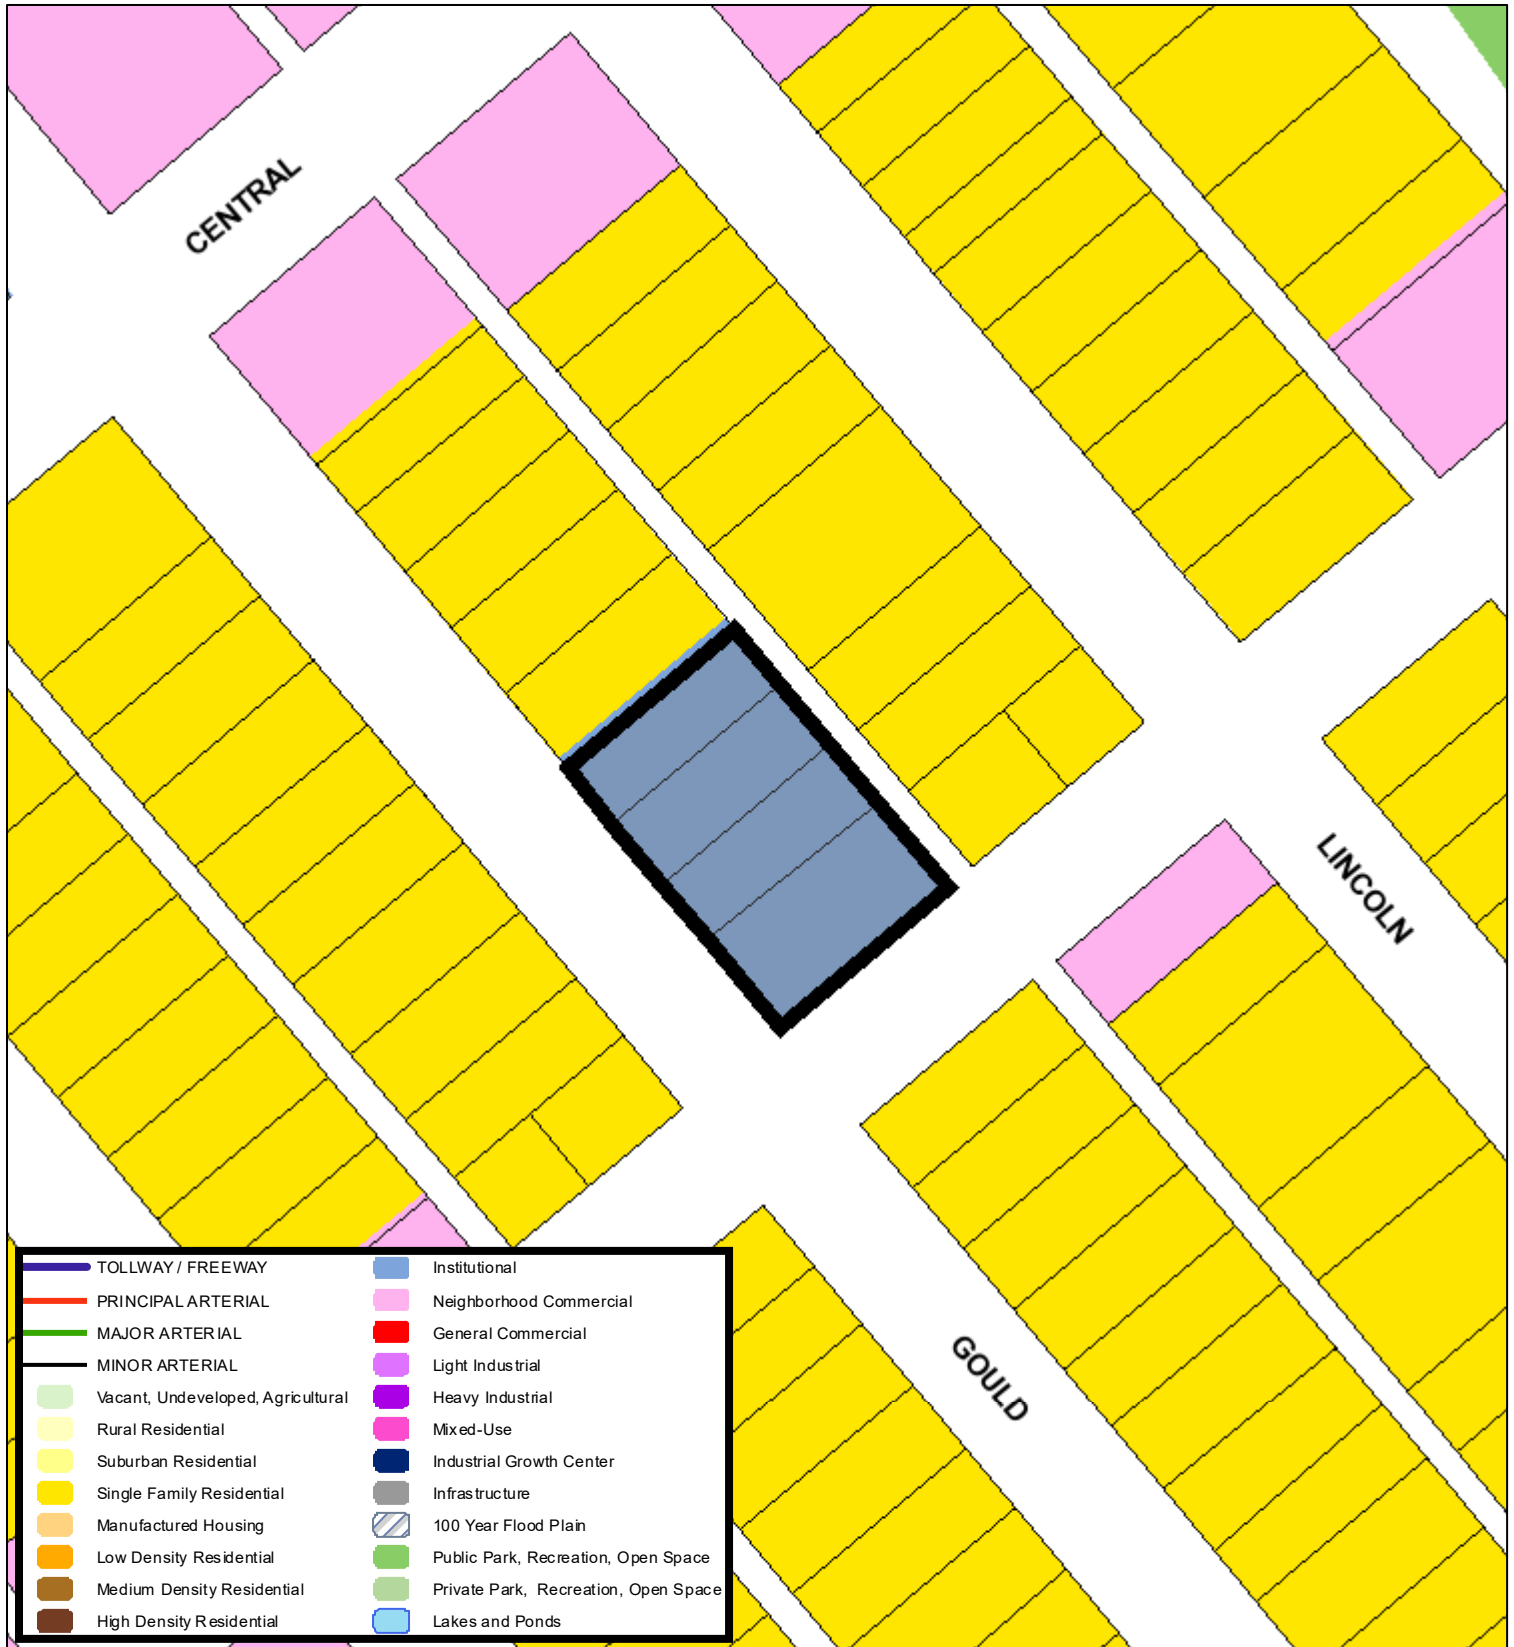 CENTRAL
LINCOLN
GOULD
TOLLWAY / FREEWAY
PRINCIPAL ARTERIAL
MAJOR ARTERIAL
MINOR ARTERIAL
Vacant, Undeveloped, Agricultural
Rural Residential
Suburban Residential
Single Family Residential
Manufactured Housing
Low Density Residential
Medium Density Residential
High Density Residential
Institutional
Neighborhood Commercial
General Commercial
Light Industrial
Heavy Industrial
Mixed-Use
Industrial Growth Center
Infrastructure
100 Year Flood Plain
Public Park, Recreation, Open Space
Private Park, Recreation, Open Space
Lakes and Ponds